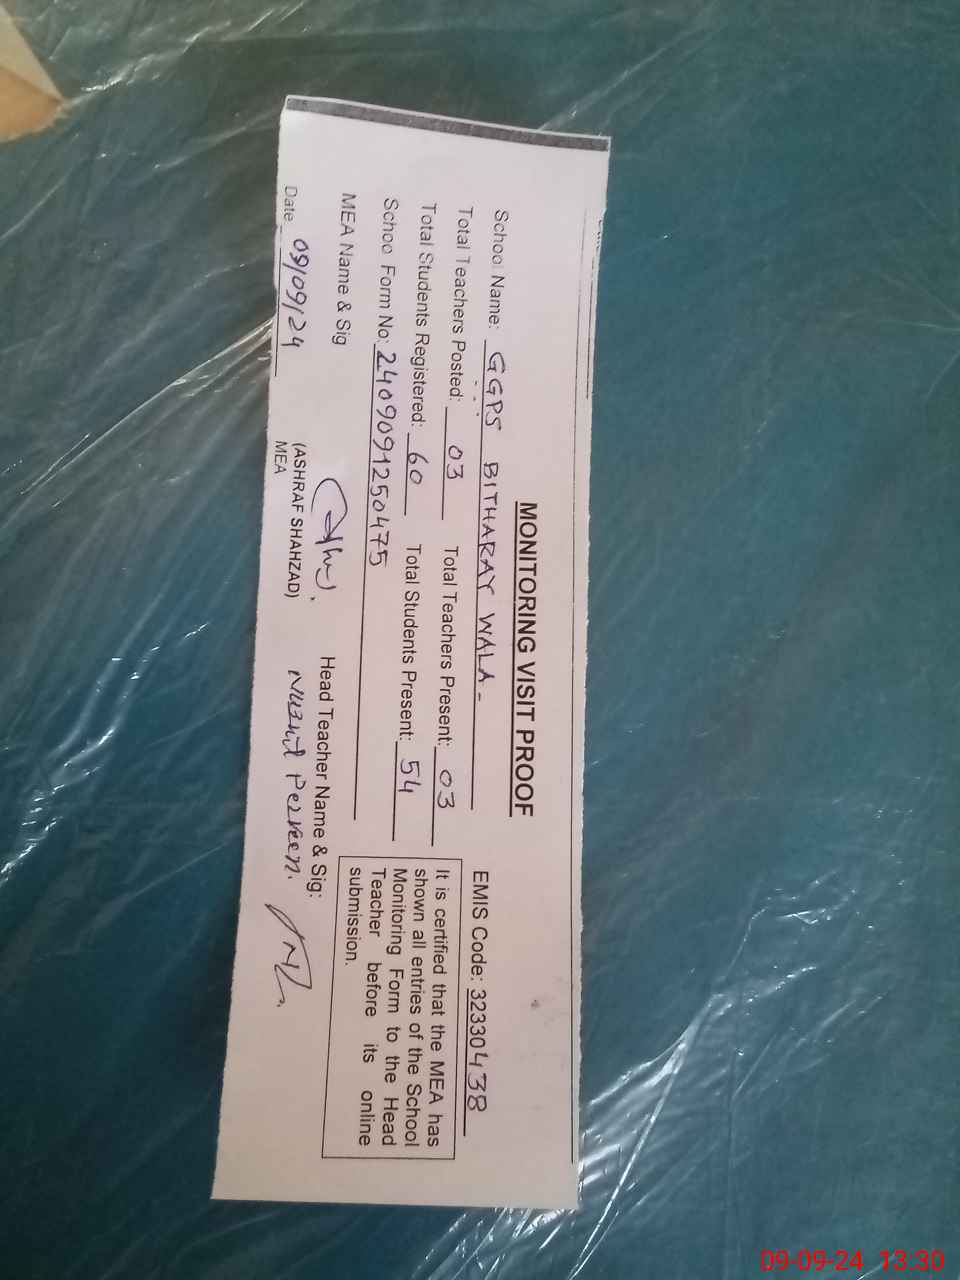 MONITORING VISIT PROOF
School Name: GGPS BITHARAY WALA - EMIS Code: 32330438
Total Teachers Posted: 03 Total Teachers Present: 03
Total Students Registered: 60 Total Students Present: 54
Schoo Form No: 2409091250475
It is certified that the MEA has
shown all entries of the School
Monitoring Form to the Head
Teacher before its online
submission.
MEA Name & Sig Head Teacher Name & Sig:
(ASHRAF SHAHZAD) Perveen.
MEA
Date 09/09/24
09-09-24 13:30